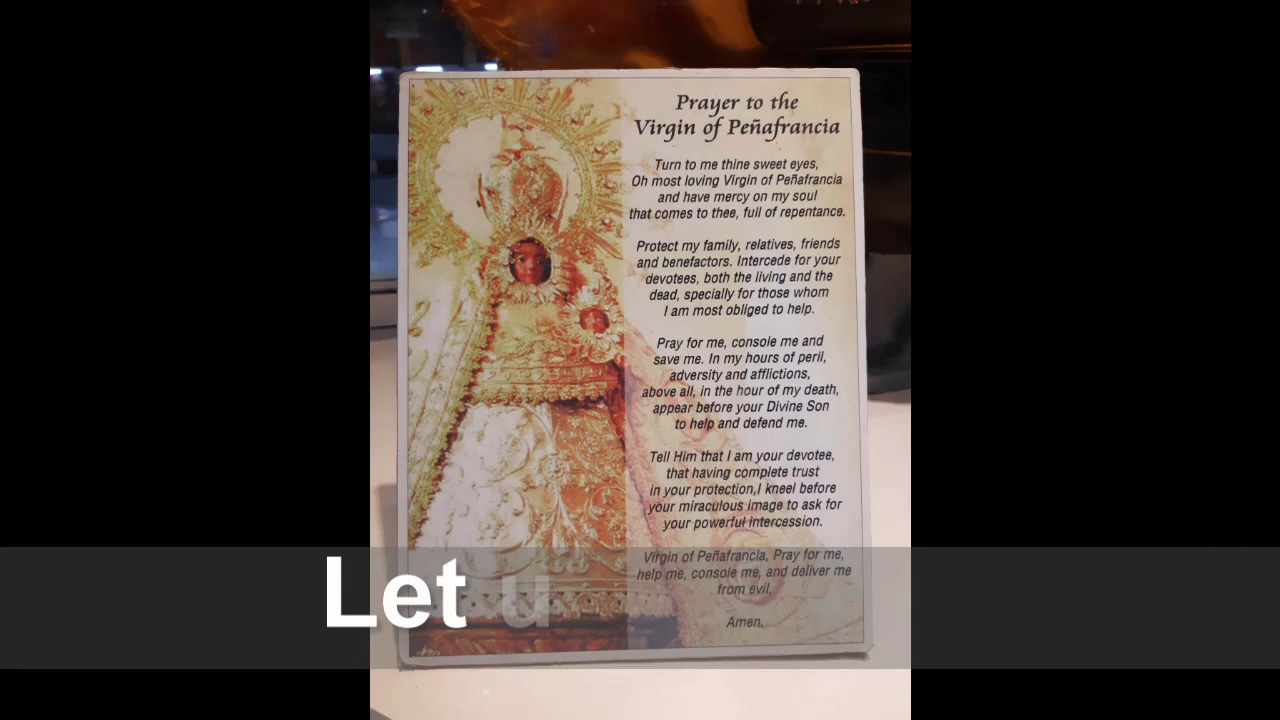 Prayer to the
Virgin of Peñafrancia
Turn to me thine sweet eyes,
Oh most loving Virgin of Peñafrancia
and have mercy on my soul
that comes to thee, full of repentance.
Protect my family, relatives, friends
and benefactors. Intercede for your
devotees, both the living and the
dead, specially for those whom
I am most obliged to help.
Pray for me, console me and
save me. In my hours of peril,
adversity and afflictions,
above all, in the hour of my death,
appear before your Divine Son
to help and defend me.
Tell Him that I am your devotee,
that having complete trust
in your protection,I kneel before
your miraculous image to ask for
your powerful intercession.
Virgin of Peñafrancia, Pray for me,
help me, console me, and deliver me
from evil.
Amen.
Let u